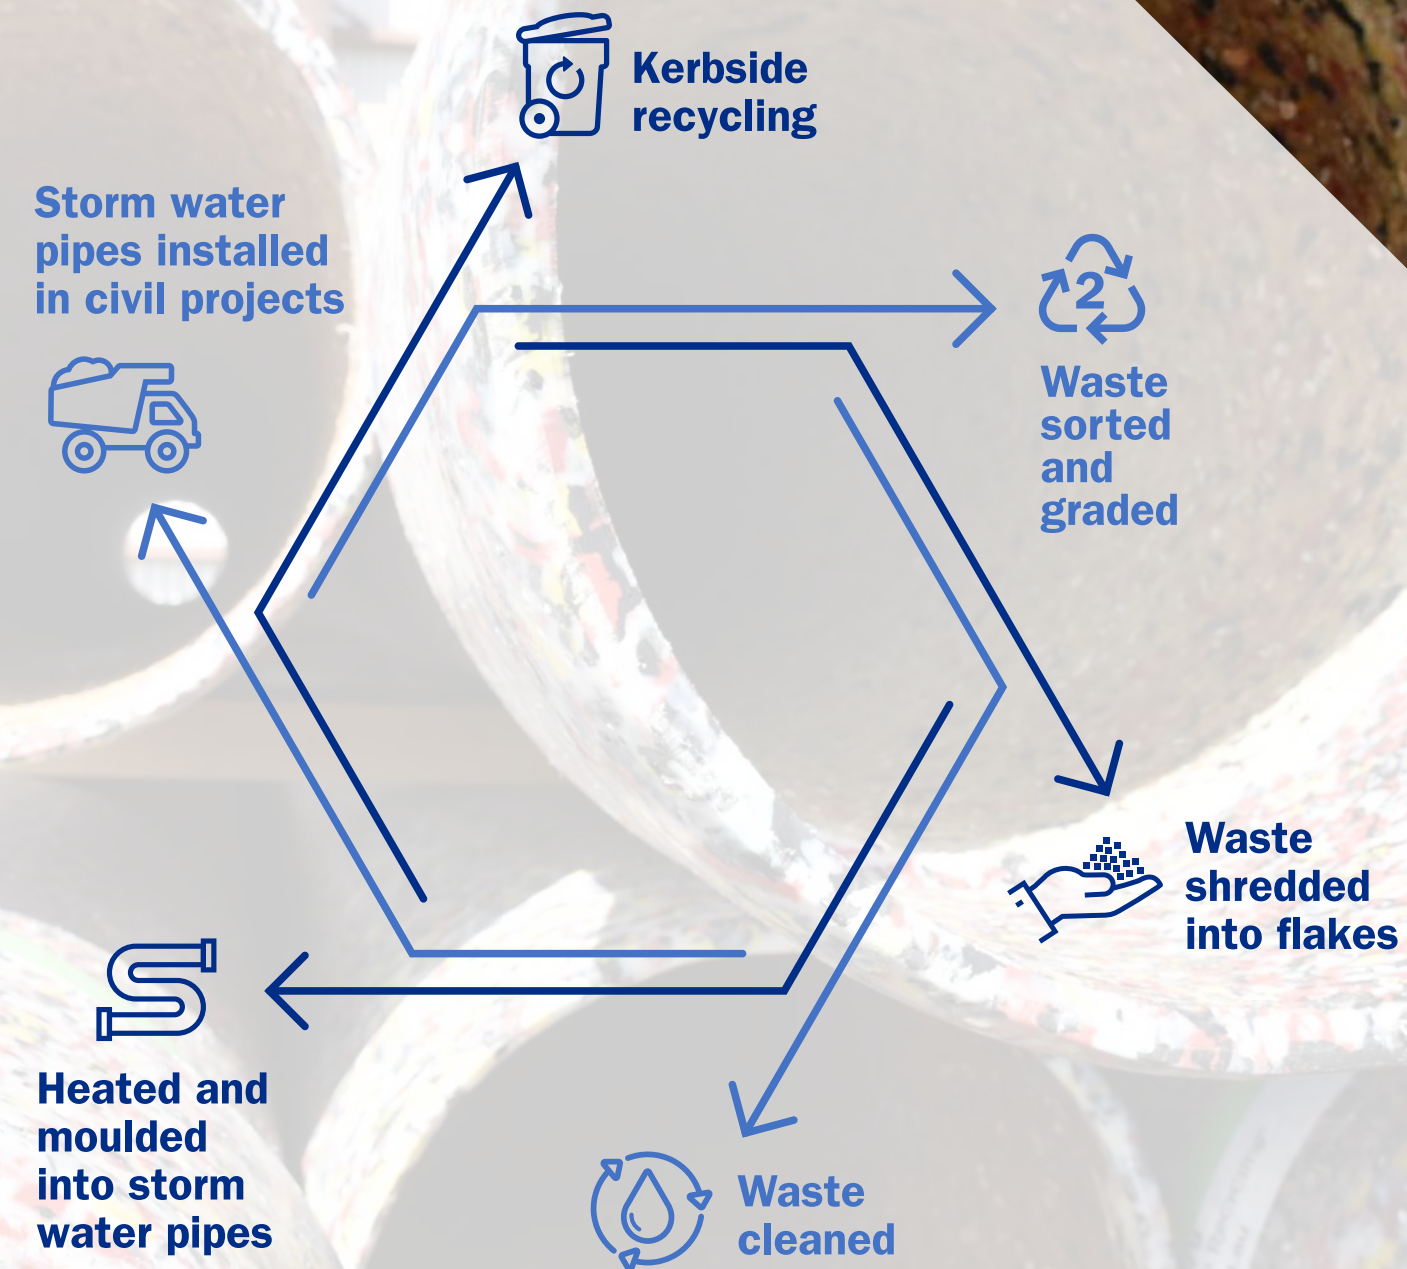 Kerbside
recycling
Storm water
pipes installed
in civil projects
2
Waste
sorted
and
graded
Waste
shredded
into flakes
Heated and
moulded
into storm
water pipes
Waste
cleaned